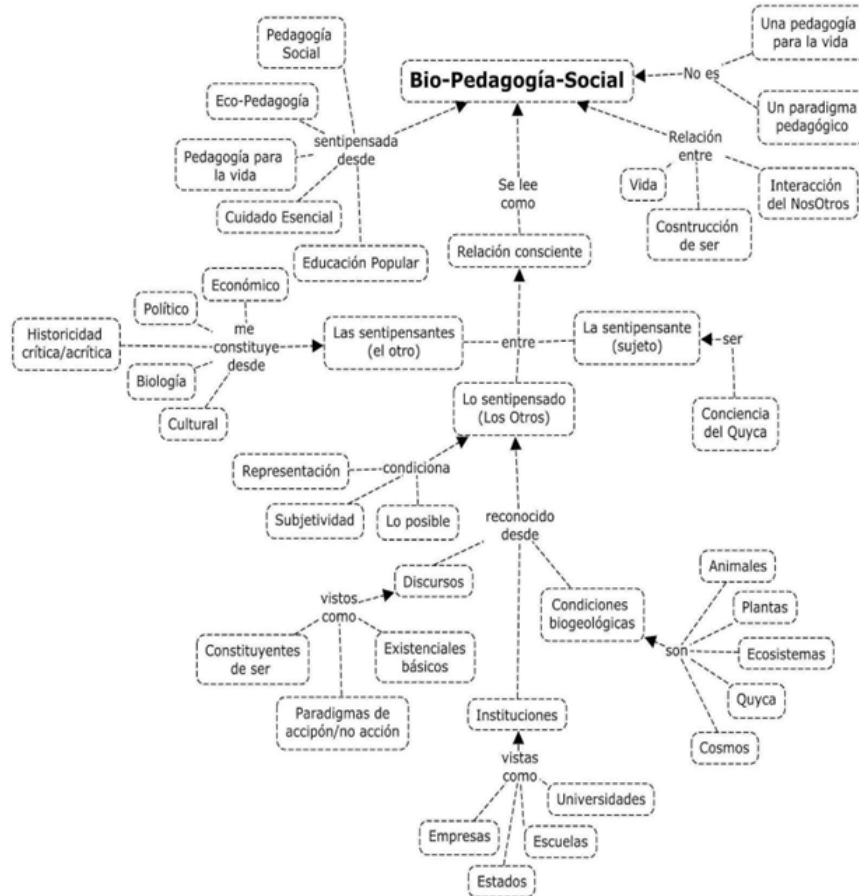 Pedagogía
Social
Una pedagogía
para la vida
Bio-Pedagogía-Social
No es
Eco-Pedagogía
Un paradigma
pedagógico
sentipensada
desde
Relación
entre
Pedagogía para
la vida
Se lee
como
Vida
Interacción
del NosOtros
Cuidado Esencial
Cosntrucción
de ser
Educación Popular
Relación consciente
Económico
Político
Historicidad
crítica/acrítica
me
constituye
desde
Las sentipensantes
(el otro)
entre
La sentipensante
(sujeto)
ser
Biología
Cultural
Lo sentipensado
(Los Otros)
Conciencia
del Quyca
Representación
condiciona
Subjetividad
Lo posible
reconocido
desde
Discursos
Animales
vistos
como
Condiciones
biogeológicas
Plantas
Constituyentes
de ser
Existenciales
básicos
son
Ecosistemas
Quyca
Paradigmas de
accipón/no acción
Instituciones
Cosmos
vistas
como
Universidades
Empresas
Escuelas
Estados